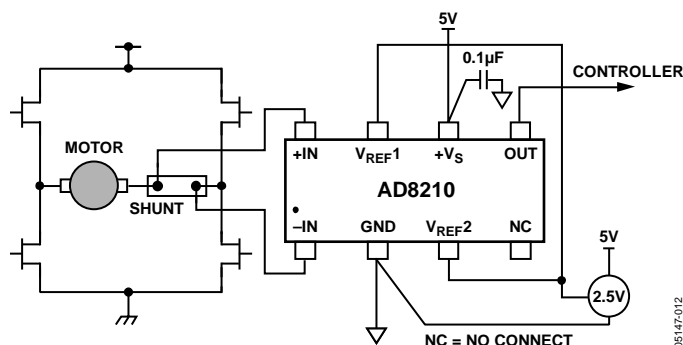 5V
0.1µF
CONTROLLER
MOTOR
SHUNT
+IN VREF1 +VS OUT
AD8210
–IN GND VREF2 NC
5V
2.5V
NC = NO CONNECT
05147-012